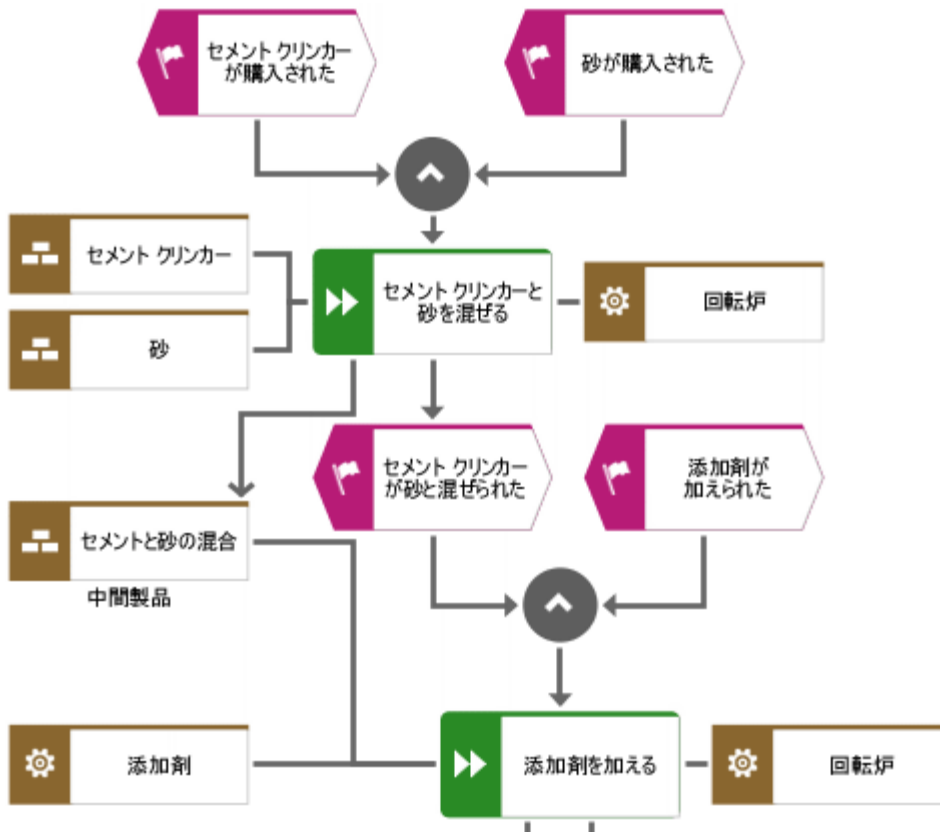 セメント クリンカー
が購入された
砂が購入された
セメント クリンカー
セメント クリンカーと
砂を混ぜる
回転炉
砂
セメント クリンカー
が砂と混ぜられた
添加剤が
加えられた
セメントと砂の混合
中間製品
添加剤
添加剤を加える
回転炉